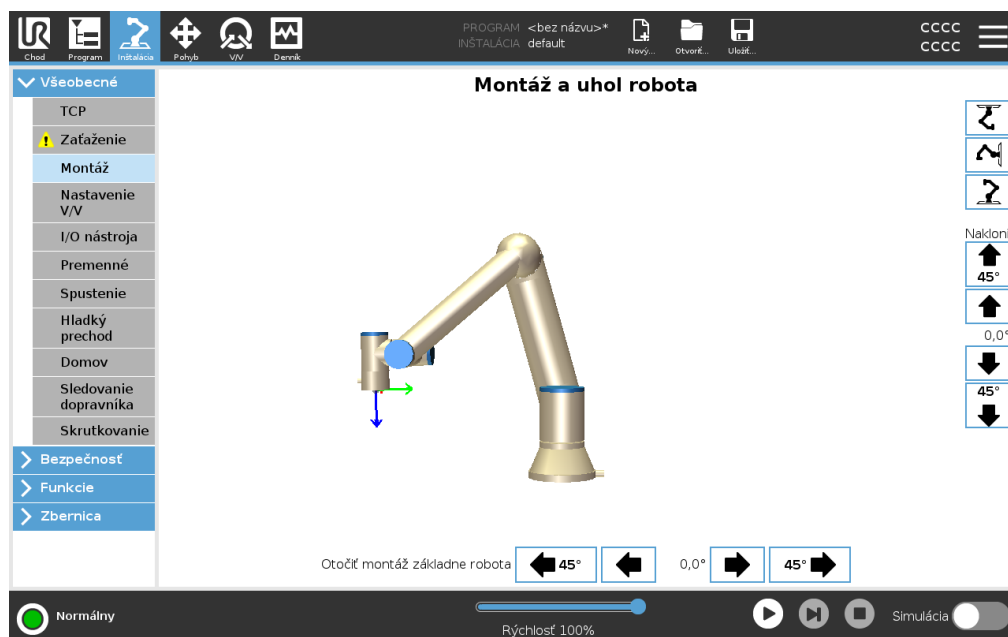 PROGRAM <bez názvu>*
INŠTALÁCIA default
Chod
Program
Inštalácia
Pohyb
V/V
Denník
Nový...
Otvoriť...
Uložiť...
CCCC
CCCC
Všeobecné
TCP
Zaťaženie
Montáž
Nastavenie
V/V
I/O nástroja
Premenné
Spustenie
Hladký
prechod
Domov
Sledovanie
dopravníka
Skrutkovanie
Bezpečnosť
Funkcie
Zbernica
Montáž a uhol robota
Nakloni
45°
0,0°
45°
Otočiť montáž základne robota 45° 0,0° 45°
Normálny
Rýchlosť 100%
Simulácia